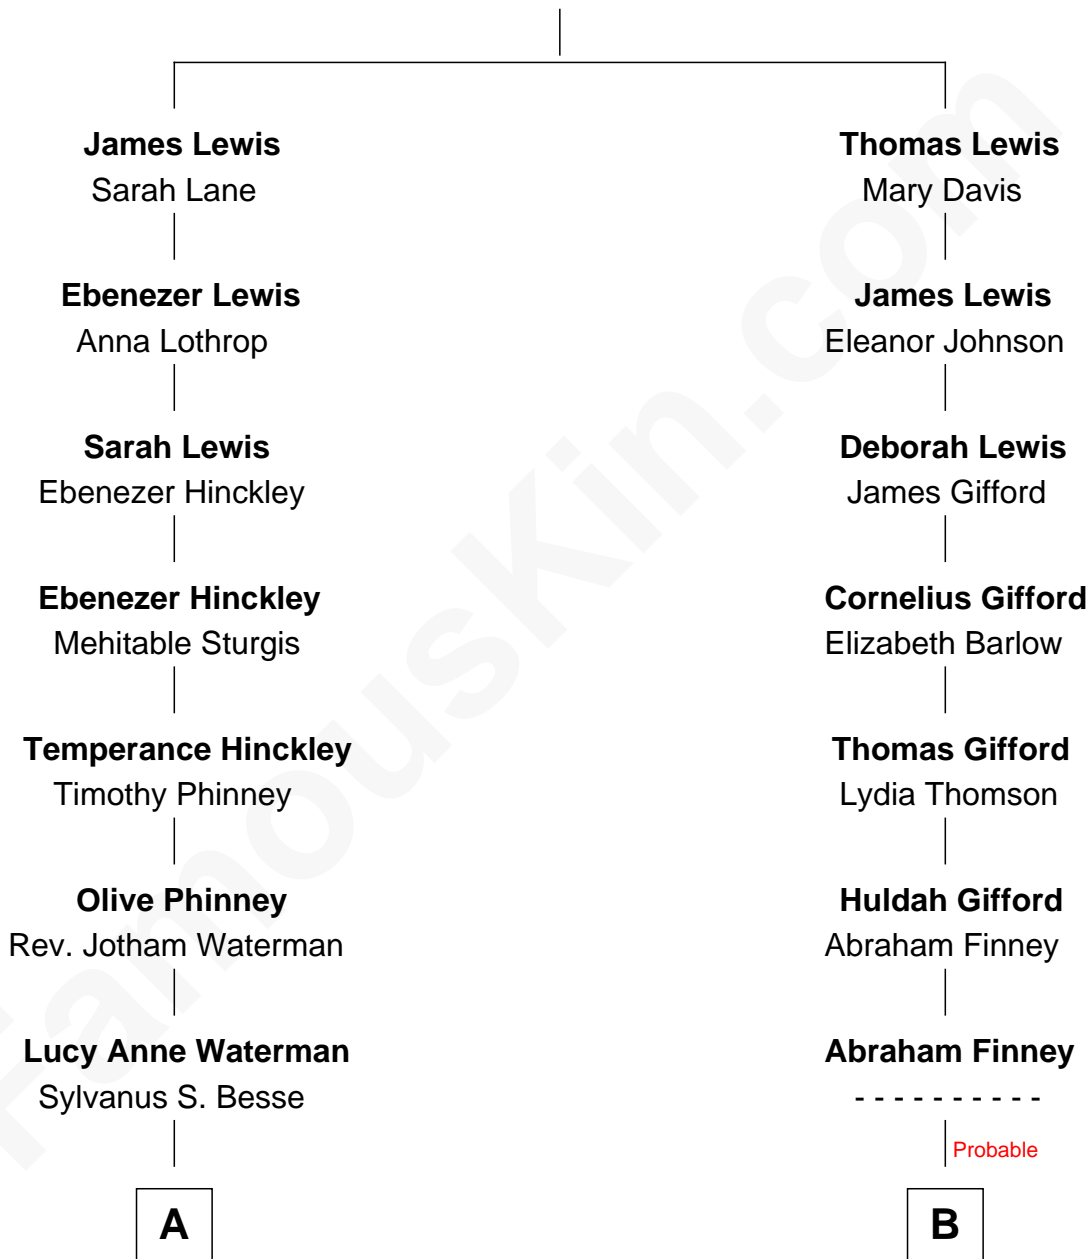 James Lewis
Sarah Lane
Ebenezer Lewis
Anna Lothrop
Sarah Lewis
Ebenezer Hinckley
Ebenezer Hinckley
Mehitable Sturgis
Temperance Hinckley
Timothy Phinney
Olive Phinney
Rev. Jotham Waterman
Lucy Anne Waterman
Sylvanus S. Besse
A
Thomas Lewis
Mary Davis
James Lewis
Eleanor Johnson
Deborah Lewis
James Gifford
Cornelius Gifford
Elizabeth Barlow
Thomas Gifford
Lydia Thomson
Huldah Gifford
Abraham Finney
Abraham Finney
- - - - - - - - - -
Probable
B
FamousKin.com